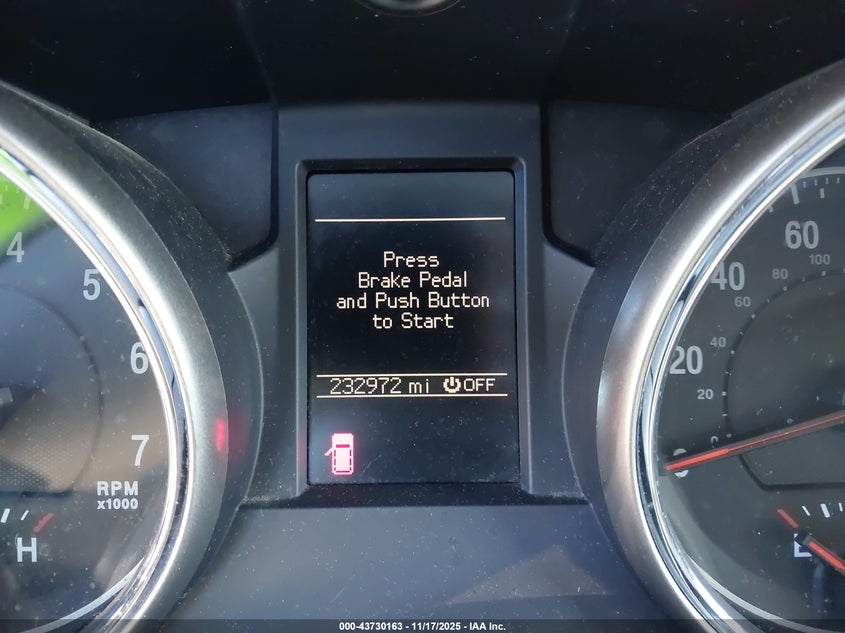 Press
Brake Pedal
and Push Button
to Start
232972 mi OFF
4
5
6
7
RPM
x1000
H
0
20
40
60
20
40
60
80
100
E
000-43730163 - 11/17/2025 - IAA Inc.